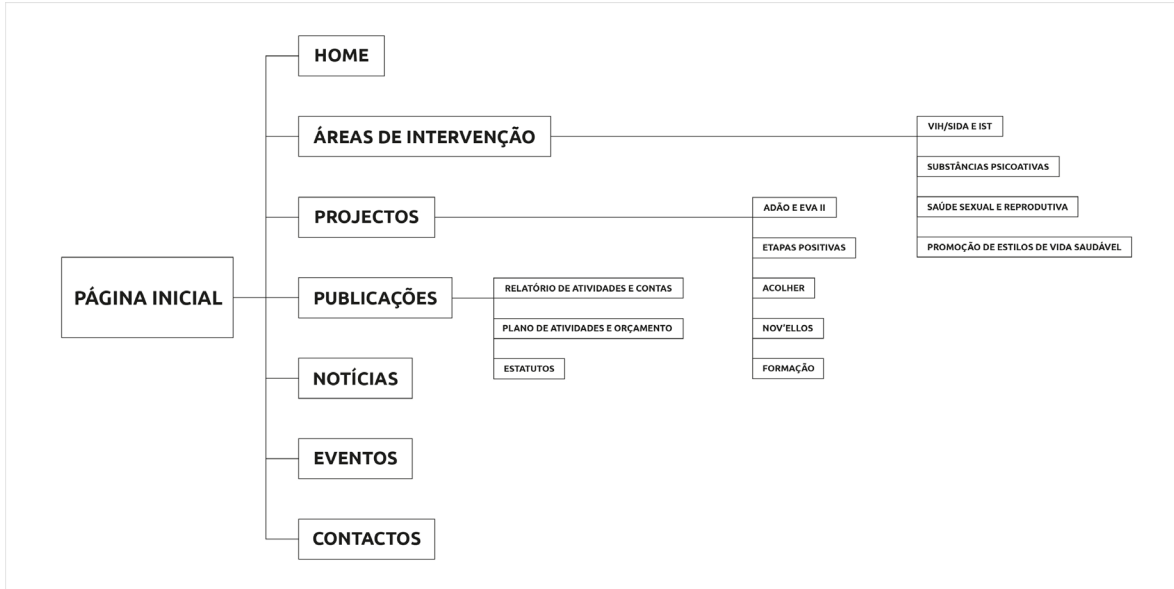 HOME
ÁREAS DE INTERVENÇÃO
VIH/SIDA E IST
SUBSTÂNCIAS PSICOATIVAS
SAÚDE SEXUAL E REPRODUTIVA
PROMOÇÃO DE ESTILOS DE VIDA SAUDÁVEL
PROJECTOS
ADÃO E EVA II
ETAPAS POSITIVAS
ACOLHER
NOV'ELLOS
FORMAÇÃO
PÁGINA INICIAL
PUBLICAÇÕES
RELATÓRIO DE ATIVIDADES E CONTAS
PLANO DE ATIVIDADES E ORÇAMENTO
ESTATUTOS
NOTÍCIAS
EVENTOS
CONTACTOS